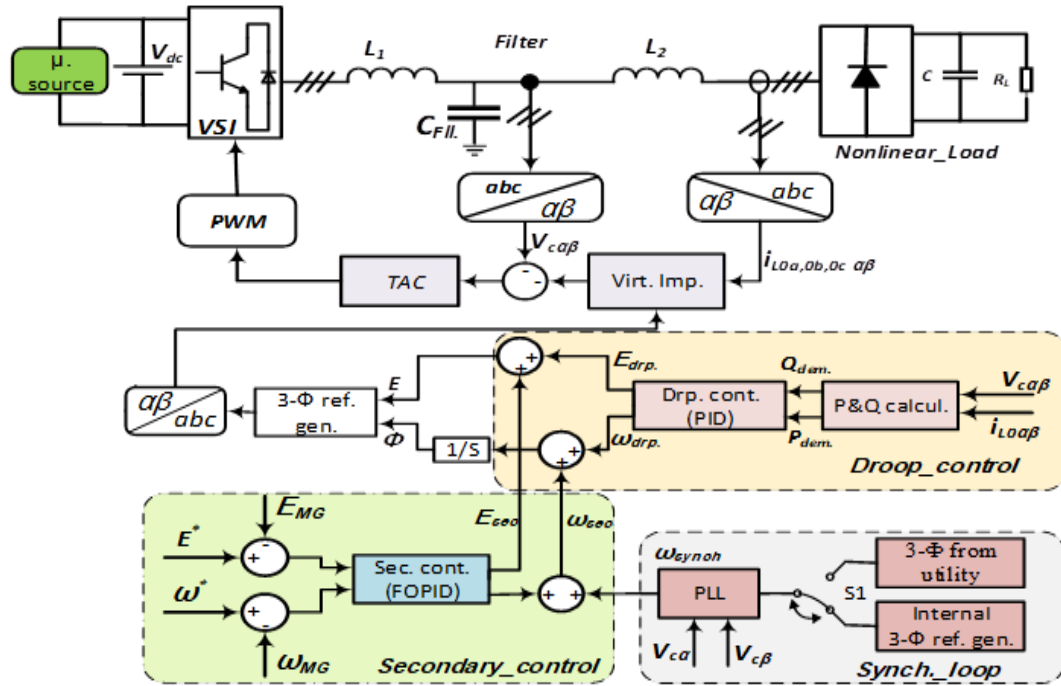 μ.
source
V_dc
VSI
L_1
Filter
L_2
C_Fil.
C
R_L
Nonlinear_Load
abc
αβ
abc
αβ
PWM
V_cαβ
i_L0a,0b,0c αβ
TAC
-
-
Virt. Imp.
+
+
E_drp.
Q_dem.
V_cαβ
αβ
abc
3-Φ ref.
gen.
E
Φ
1/S
+
+
ω_drp.
Drp. cont.
(PID)
P_dem.
P&Q calcul.
i_L0αβ
Droop_control
E_MG
E_sec
ω_sec
E*
-
+
ω*
+
-
ω_MG
Sec. cont.
(FOPID)
+
+
Secondary_control
ω_synch
PLL
V_cα
V_cβ
S1
3-Φ from
utility
Internal
3-Φ ref. gen.
Synch._loop